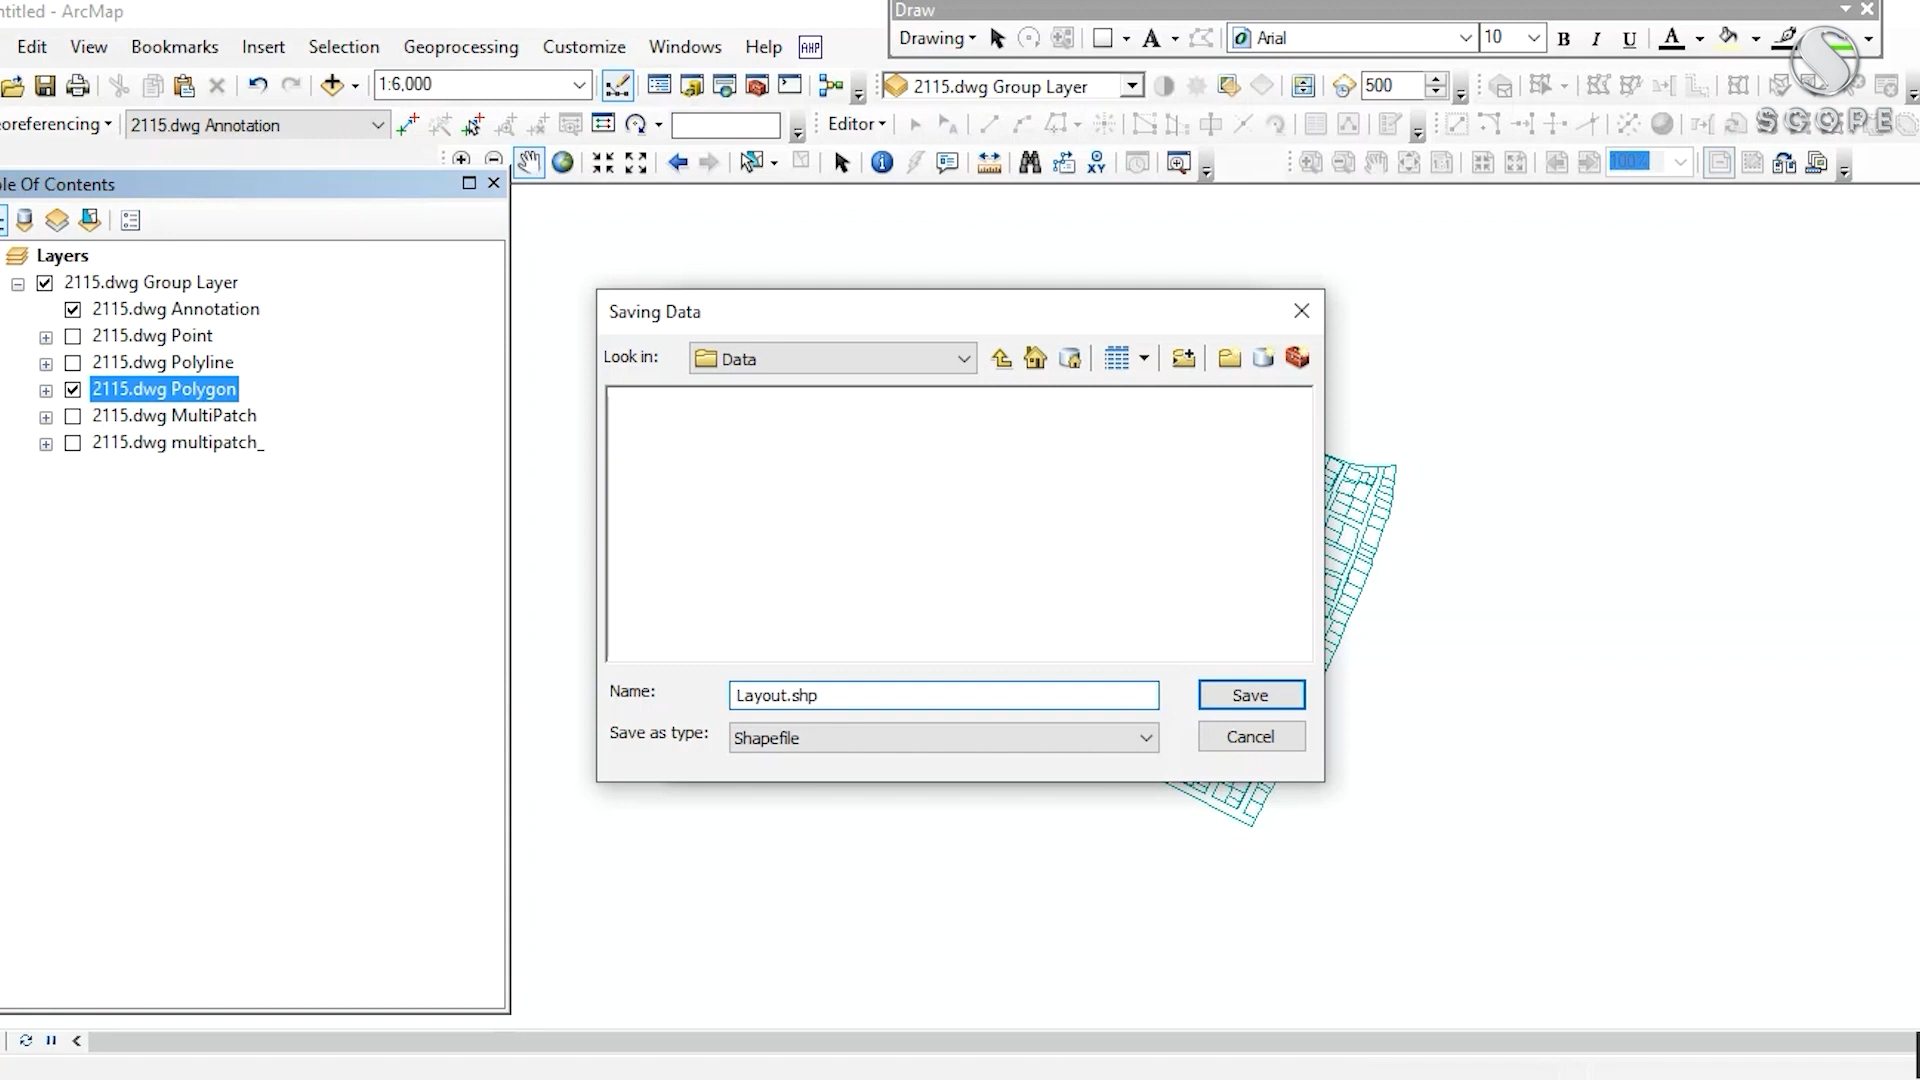 ntitled - ArcMap
Draw
Edit View Bookmarks Insert Selection Geoprocessing Customize Windows Help AHP
Drawing A Arial 10 B I U A
1:6,000
2115.dwg Group Layer
500
eoreferencing
2115.dwg Annotation
Editor
SCOPE
100%
le Of Contents
Layers
2115.dwg Group Layer
2115.dwg Annotation
2115.dwg Point
2115.dwg Polyline
2115.dwg Polygon
2115.dwg MultiPatch
2115.dwg multipatch_
Saving Data
Look in: Data
Name: Layout.shp
Save
Save as type: Shapefile
Cancel